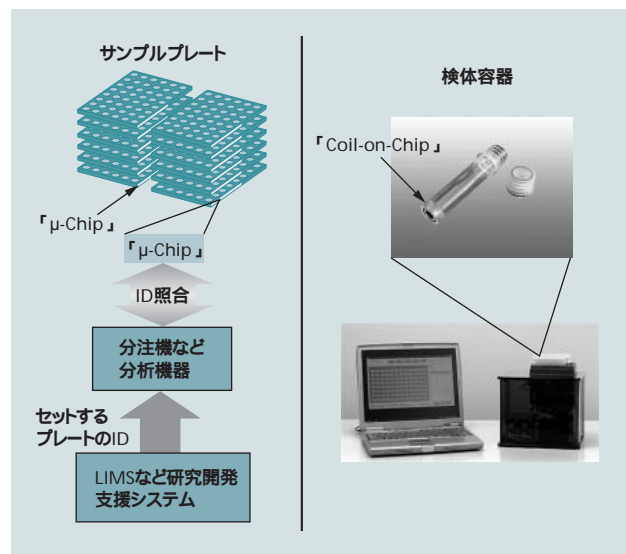 サンプルプレート
『μ-Chip』
『μ-Chip』
ID照合
分注機など
分析機器
セットする
プレートのID
LIMSなど研究開発
支援システム
検体容器
『Coil-on-Chip』